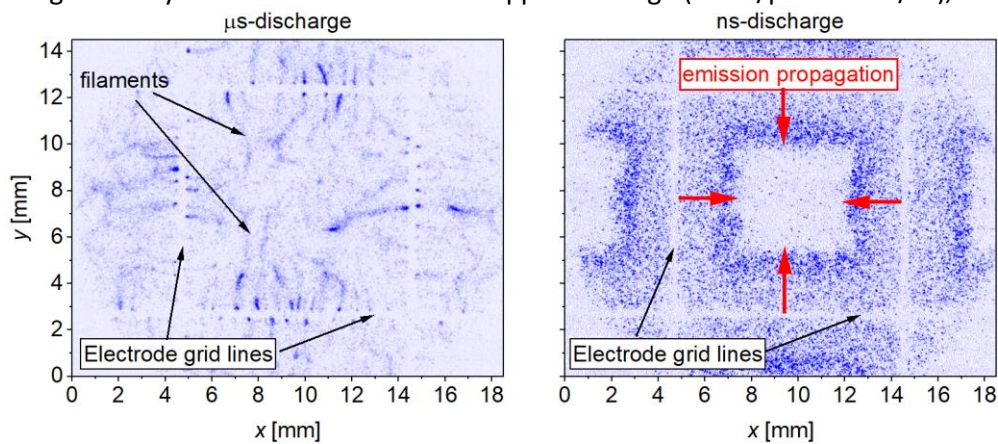 μs-discharge
filaments
Electrode grid lines
14
12
10
8
6
4
2
0
y [mm]
0 2 4 6 8 10 12 14 16 18
x [mm]
ns-discharge
emission propagation
Electrode grid lines
0 2 4 6 8 10 12 14 16 18
x [mm]